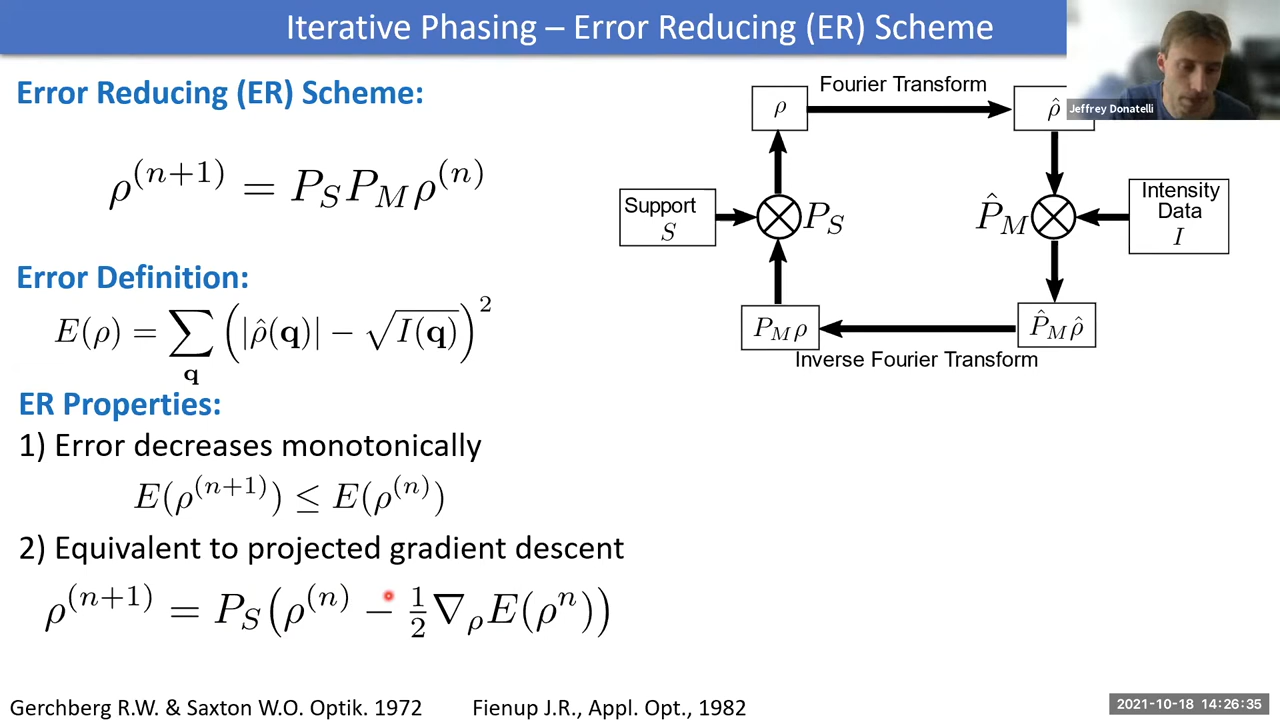 Iterative Phasing – Error Reducing (ER) Scheme
Jeffrey Donatelli
Error Reducing (ER) Scheme:
ρ^(n+1) = P_S P_M ρ^(n)
Error Definition:
E(ρ) = ∑_q (|ρ̂(q)| − √I(q))^2
ER Properties:
1) Error decreases monotonically
E(ρ^(n+1)) ≤ E(ρ^(n))
2) Equivalent to projected gradient descent
ρ^(n+1) = P_S(ρ^(n) − ½∇_ρ E(ρ^n))
Fourier Transform
ρ
ρ̂
Support
S
P_S
P̂_M
Intensity
Data
I
P_M ρ
P̂_M ρ̂
Inverse Fourier Transform
Gerchberg R.W. & Saxton W.O. Optik. 1972
Fienup J.R., Appl. Opt., 1982
2021-10-18 14:26:35